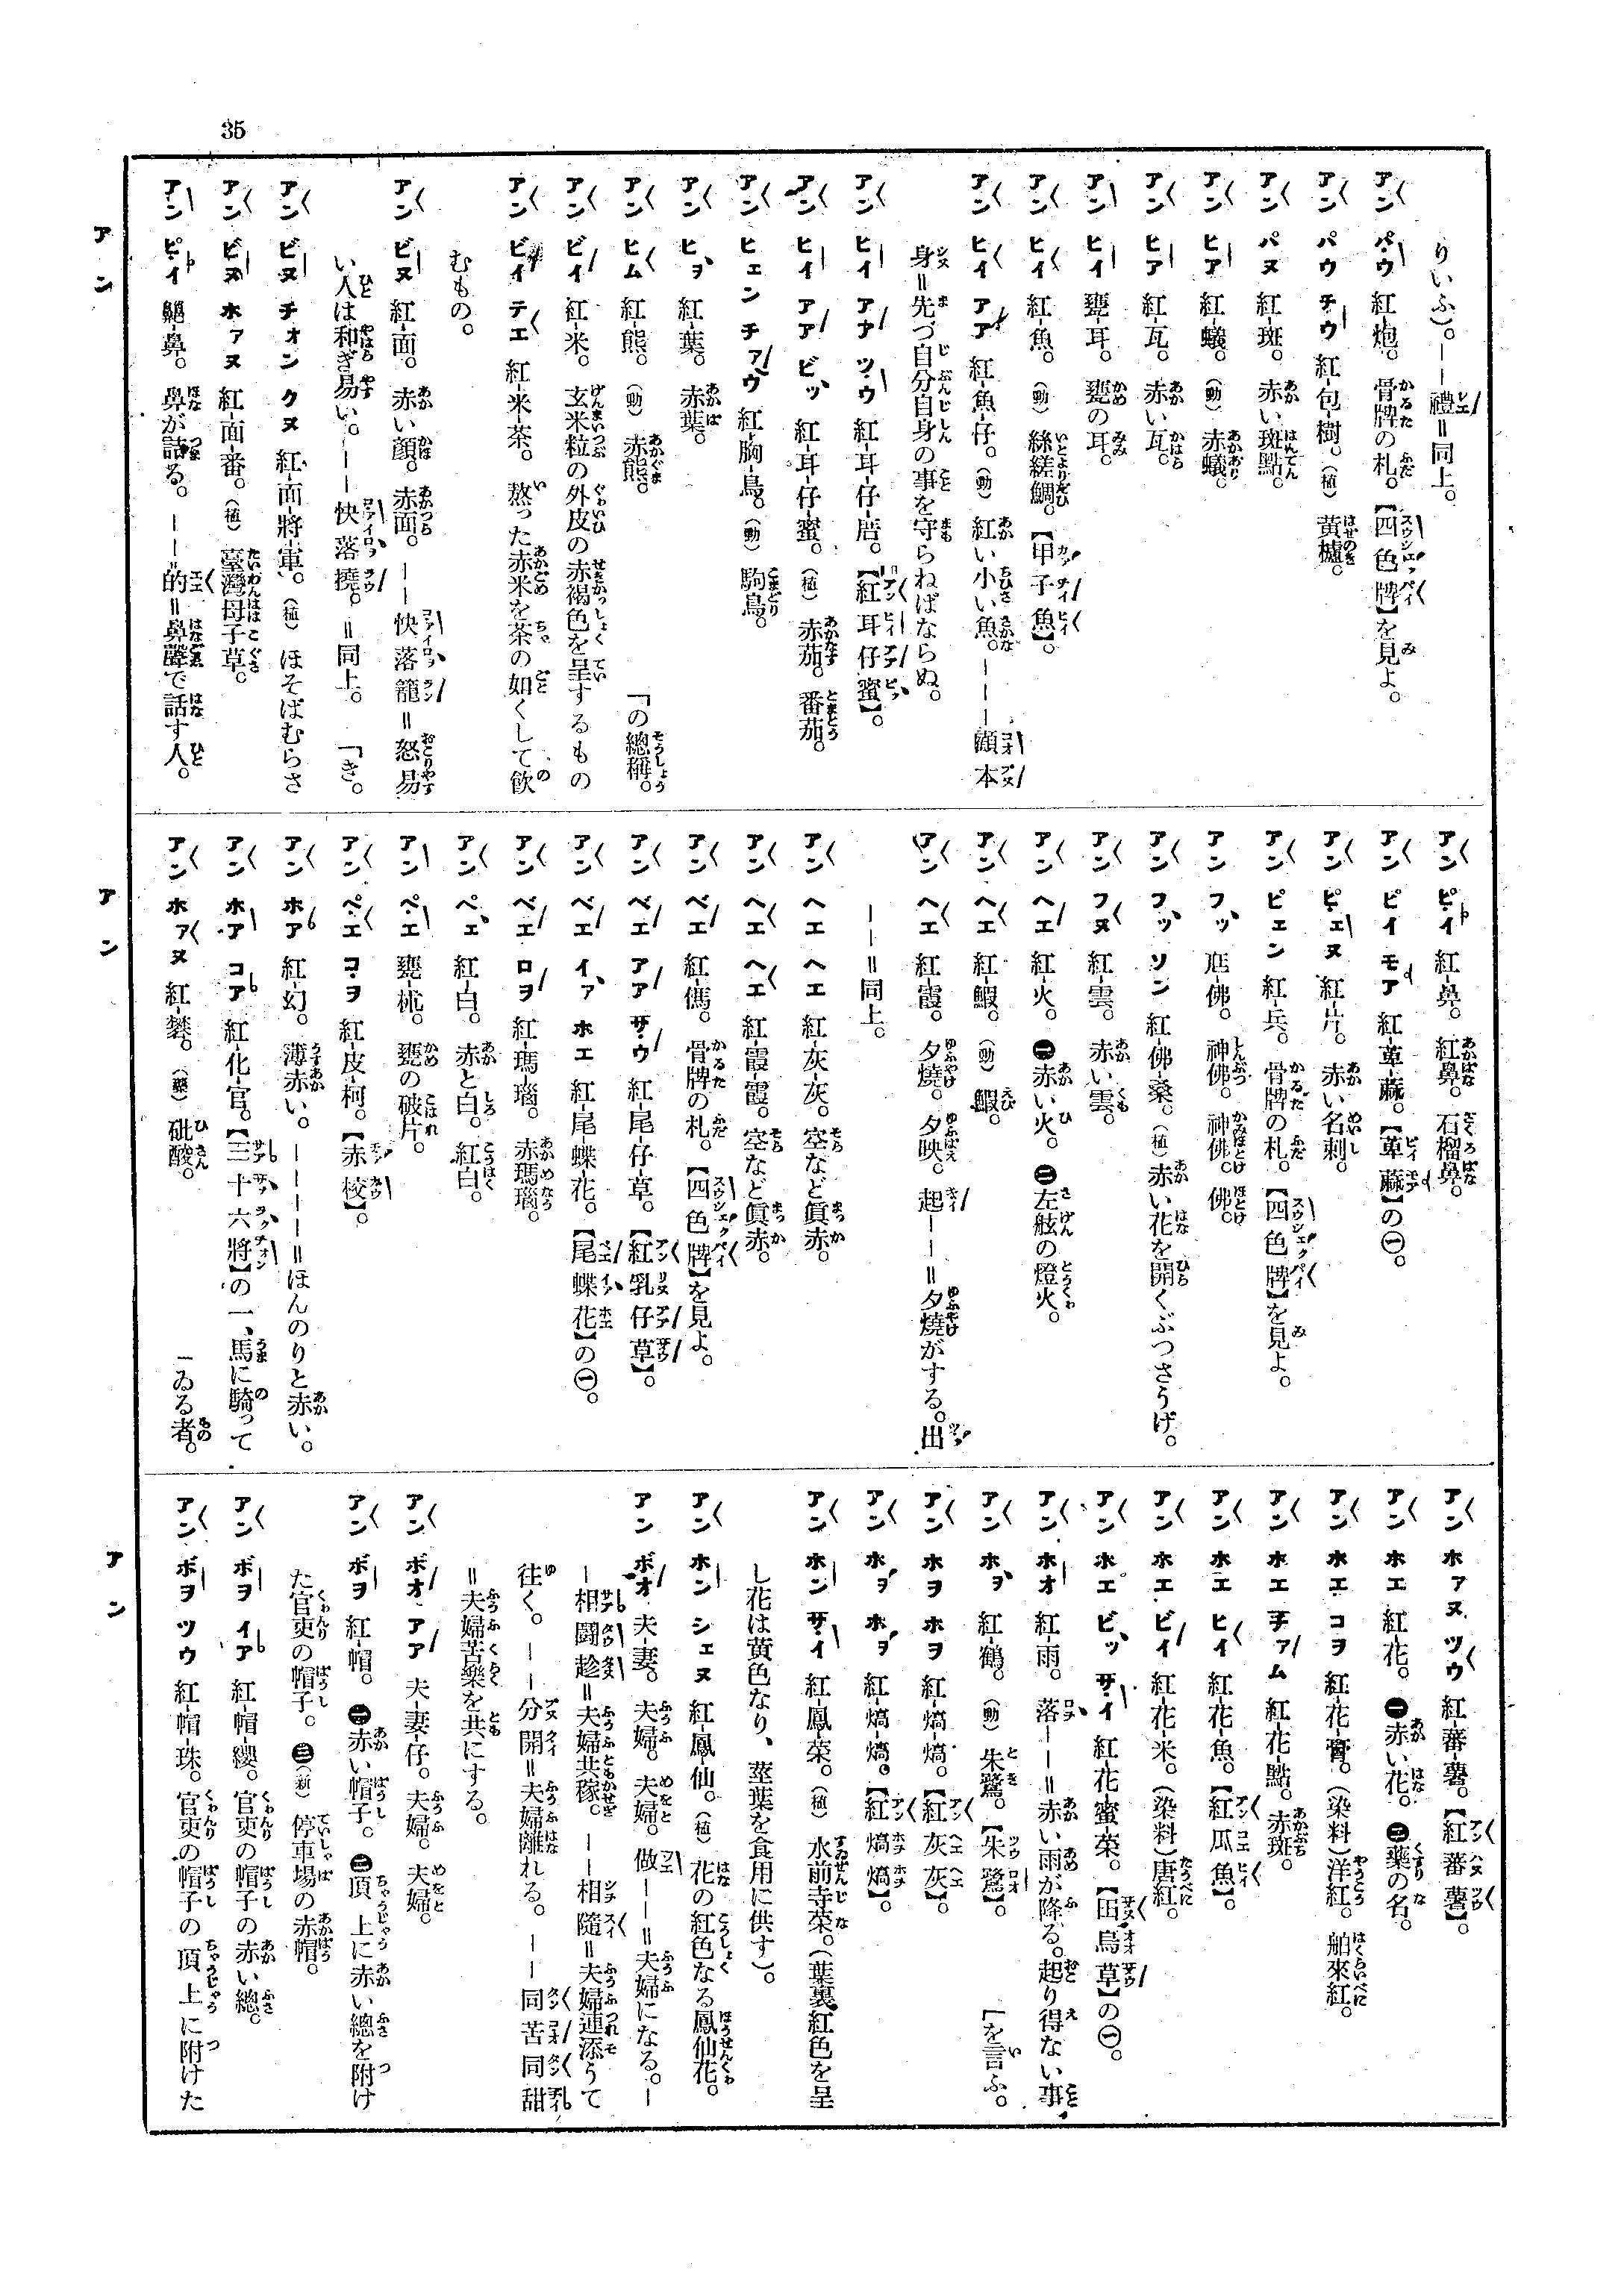 35
りいふ）。——禮＝同上。
アン パウ 紅-炮。骨牌の札。【四色牌】を見よ。
アン パウ チウ 紅-包-樹。（植）黃櫨。
アン パヌ 紅-斑。赤い斑點。
アン ヒア 紅-蟻。（動）赤蟻。
アン ヒア 紅-瓦。赤い瓦。
アン ヒイ 甕-耳。甕の耳。
アン ヒイ 紅-魚。（動）絲縒鯛。【甲子魚】。
アン ヒイ アア 紅-魚-仔。（動）紅い小い魚。———顧本
身＝先づ自分自身の事を守らねばならぬ。
アン ヒイ アア ツウ 紅-耳-仔-厝。【紅耳仔蜜】。
アン ヒイ アア ビッ 紅-耳-仔-蜜。（植）赤茄。番茄。
アン ヒェン チァウ 紅-胸-鳥。（動）駒鳥。
アン ヒヲ 紅-葉。赤葉。
アン ヒム 紅-熊。（動）赤熊。 「の總稱。
アン ビイ 紅-米。玄米粒の外皮の赤褐色を呈するもの
アン ビイ テエ 紅-米-茶。熬った赤米を茶の如くして飮
むもの。
アン ビヌ 紅-面。赤い顏。赤面。——快落籠＝怒易
い人は和ぎ易い。——快落撓。＝同上。 「き。
アン ビヌ チォン クヌ 紅-面-將-軍。（植）ほそばむらさ
アン ビヌ ホァヌ 紅-面-番。（植）臺灣母子草。
アン ピイ 齆-鼻。鼻が詰る。——的＝鼻聲で話す人。
アン
アン ピイ 紅-鼻。紅鼻。石榴鼻。
アン ピイ モア 紅-萆-蔴。【萆蔴】の㊀。
アン ピェヌ 紅-片。赤い名刺。
アン ピェン 紅-兵。骨牌の札。【四色牌】を見よ。
アン フッ 尪-佛。神佛。神佛。佛。
アン フッ ソン 紅-佛-桑。（植）赤い花を開くぶつさうげ。
アン フヌ 紅-雲。赤い雲。
アン ヘエ 紅-火。㊀赤い火。㊁左舷の燈火。
アン ヘエ 紅-鰕。（動）鰕。
アン ヘエ 紅-霞。夕燒。夕映。起——＝夕燒がする。出
——＝同上。
アン ヘエ ヘエ 紅-灰-灰。空など眞赤。
アン ヘエ ヘエ 紅-霞-霞。空など眞赤。
アン ベエ 紅-傌。骨牌の札。【四色牌】を見よ。
アン ベエ アア サウ 紅-尾-仔-草。【紅乳仔草】。
アン ベエ イァ ホエ 紅-尾-蝶-花。【尾蝶花】の㊀。
アン ベエ ロヲ 紅-瑪-瑙。赤瑪瑙。
アン ペエ 紅-白。赤と白。紅白。
アン ペエ 甕-㭉。甕の破片。
アン ペエ コヲ 紅-皮-柯。【赤校】。
アン ホア 紅-幻。薄赤い。————＝ほんのりと赤い。
アン ホア コア 紅-化-官。【三十六將】の一、馬に騎って
アン ホァヌ 紅-礬。（藥）砒酸。 「ゐる者。
アン
アン ホァヌ ツウ 紅-蕃-薯。【紅蕃薯】。
アン ホエ 紅-花。㊀赤い花。㊁藥の名。
アン ホエ コヲ 紅-花-膏。（染料）洋紅。舶來紅。
アン ホエ チァム 紅-花-點。赤斑。
アン ホエ ヒイ 紅-花-魚。【紅瓜魚】。
アン ホエ ビイ 紅-花-米。（染料）唐紅。
アン ホエ ビッ サイ 紅-花-蜜-菜。【田烏草】の㊀。
アン ホオ 紅-雨。落——＝赤い雨が降る。起り得ない事
アン ホヲ 紅-鶴。（動）朱鷺。【朱鷺】。 「を言ふ。
アン ホヲ ホヲ 紅-熇-熇。【紅灰灰】。
アン ホヲ ホヲ 紅-熇-熇。【紅熇熇】。
アン ホン サイ 紅-鳳-菜。（植）水前寺菜。（葉裏紅色を呈
し花は黃色なり、莖葉を食用に供す）。
アン ホン シェヌ 紅-鳳-仙。（植）花の紅色なる鳳仙花。
アン ボオ 夫-妻。夫婦。夫婦。做——＝夫婦になる。—
—相鬪趁＝夫婦共稼。——相隨＝夫婦連添うて
往く。——分開＝夫婦離れる。——同苦同甜
＝夫婦苦樂を共にする。
アン ボオ アア 夫-妻-仔。夫婦。夫婦。
アン ボヲ 紅-帽。㊀赤い帽子。㊁頂上に赤い總を附け
た官吏の帽子。㊂（新）停車場の赤帽。
アン ボヲ イア 紅-帽-纓。官吏の帽子の赤い總。
アン ボヲ ツウ 紅-帽-珠。官吏の帽子の頂上に附けた
アン